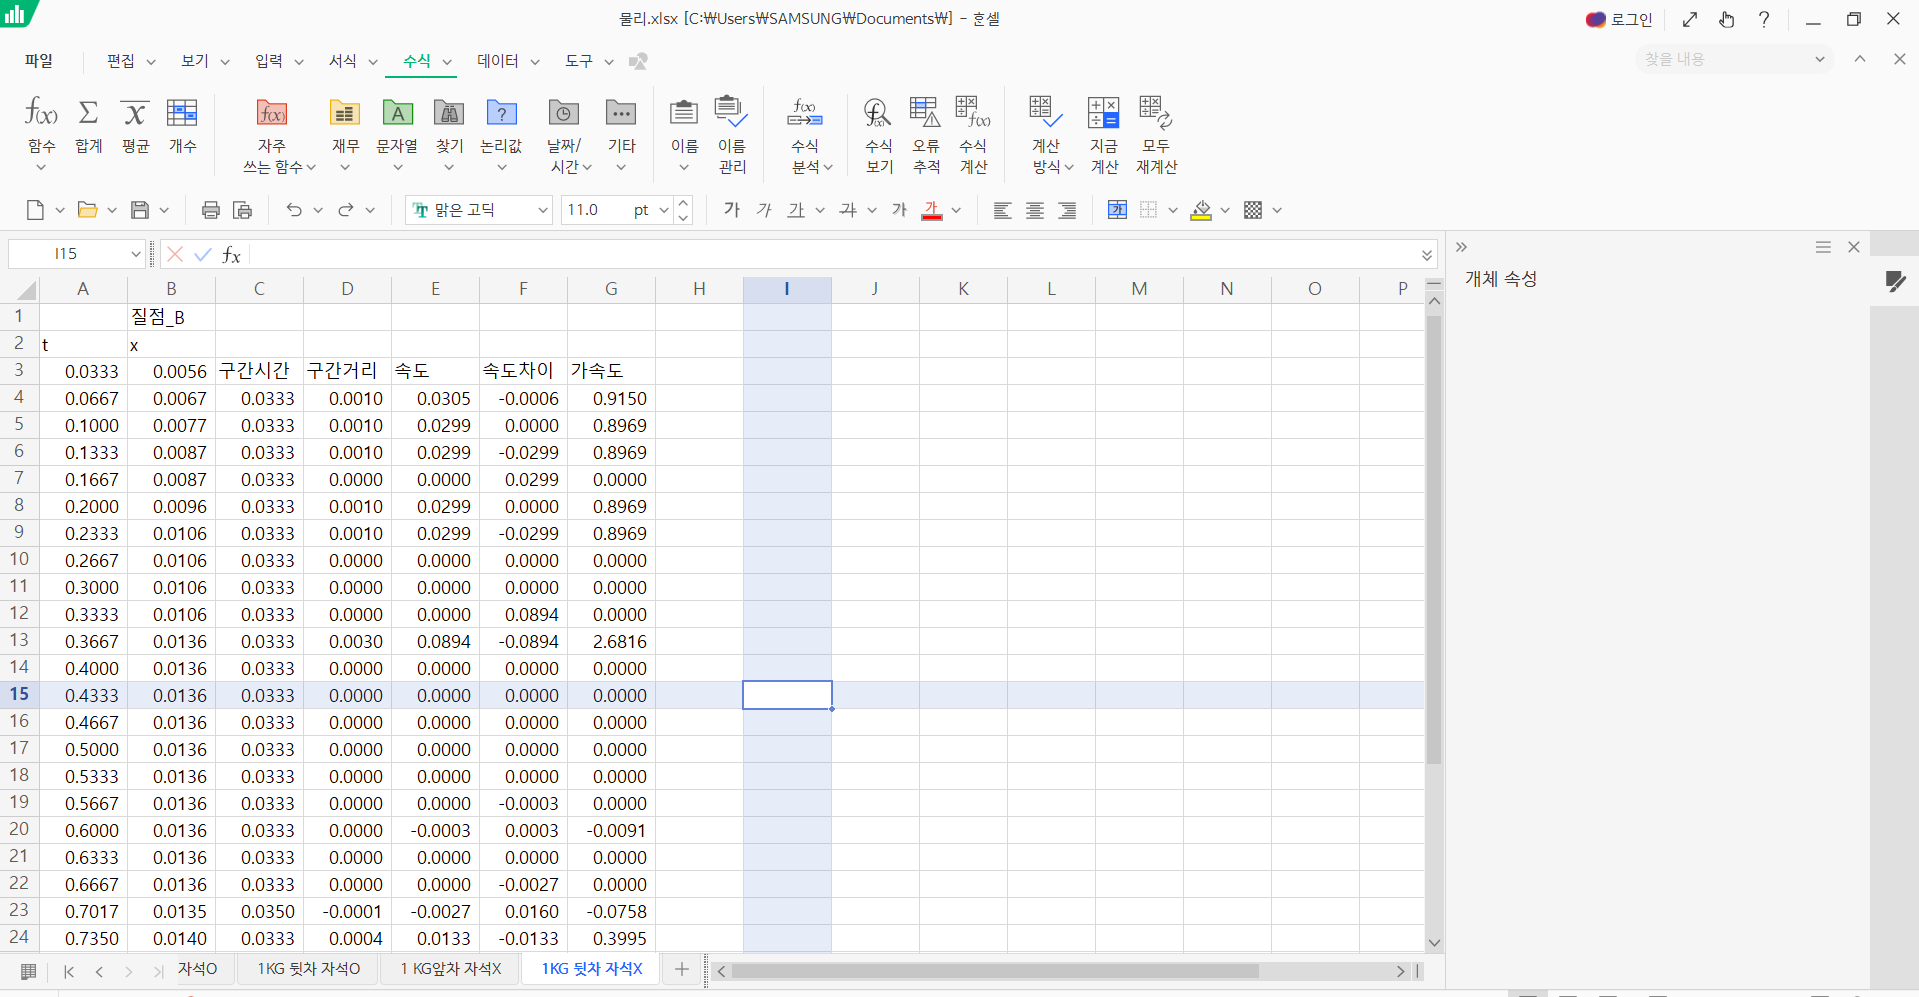 물리.xlsx [C:￦Users￦SAMSUNG￦Documents￦] - 한셀
로그인
파일 편집 보기 입력 서식 수식 데이터 도구
찾을 내용
함수 합계 평균 개수 자주 쓰는 함수 재무 문자열 찾기 논리값 날짜/시간 기타 이름 이름 관리 수식 분석 수식 보기 오류 추적 수식 계산 계산 방식 지금 계산 모두 재계산
맑은 고딕 11.0 pt 가 가 가 가 가 가 가
I15 fx
개체 속성
A B C D E F G H I J K L M N O P
1 질점_B
2 t x
3 0.0333 0.0056 구간시간 구간거리 속도 속도차이 가속도
4 0.0667 0.0067 0.0333 0.0010 0.0305 -0.0006 0.9150
5 0.1000 0.0077 0.0333 0.0010 0.0299 0.0000 0.8969
6 0.1333 0.0087 0.0333 0.0010 0.0299 -0.0299 0.8969
7 0.1667 0.0087 0.0333 0.0000 0.0000 0.0299 0.0000
8 0.2000 0.0096 0.0333 0.0010 0.0299 0.0000 0.8969
9 0.2333 0.0106 0.0333 0.0010 0.0299 -0.0299 0.8969
10 0.2667 0.0106 0.0333 0.0000 0.0000 0.0000 0.0000
11 0.3000 0.0106 0.0333 0.0000 0.0000 0.0000 0.0000
12 0.3333 0.0106 0.0333 0.0000 0.0000 0.0894 0.0000
13 0.3667 0.0136 0.0333 0.0030 0.0894 -0.0894 2.6816
14 0.4000 0.0136 0.0333 0.0000 0.0000 0.0000 0.0000
15 0.4333 0.0136 0.0333 0.0000 0.0000 0.0000 0.0000
16 0.4667 0.0136 0.0333 0.0000 0.0000 0.0000 0.0000
17 0.5000 0.0136 0.0333 0.0000 0.0000 0.0000 0.0000
18 0.5333 0.0136 0.0333 0.0000 0.0000 0.0000 0.0000
19 0.5667 0.0136 0.0333 0.0000 0.0000 -0.0003 0.0000
20 0.6000 0.0136 0.0333 0.0000 -0.0003 0.0003 -0.0091
21 0.6333 0.0136 0.0333 0.0000 0.0000 0.0000 0.0000
22 0.6667 0.0136 0.0333 0.0000 0.0000 -0.0027 0.0000
23 0.7017 0.0135 0.0350 -0.0001 -0.0027 0.0160 -0.0758
24 0.7350 0.0140 0.0333 0.0004 0.0133 -0.0133 0.3995
자석O 1KG 뒷차 자석O 1 KG앞차 자석X 1KG 뒷차 자석X